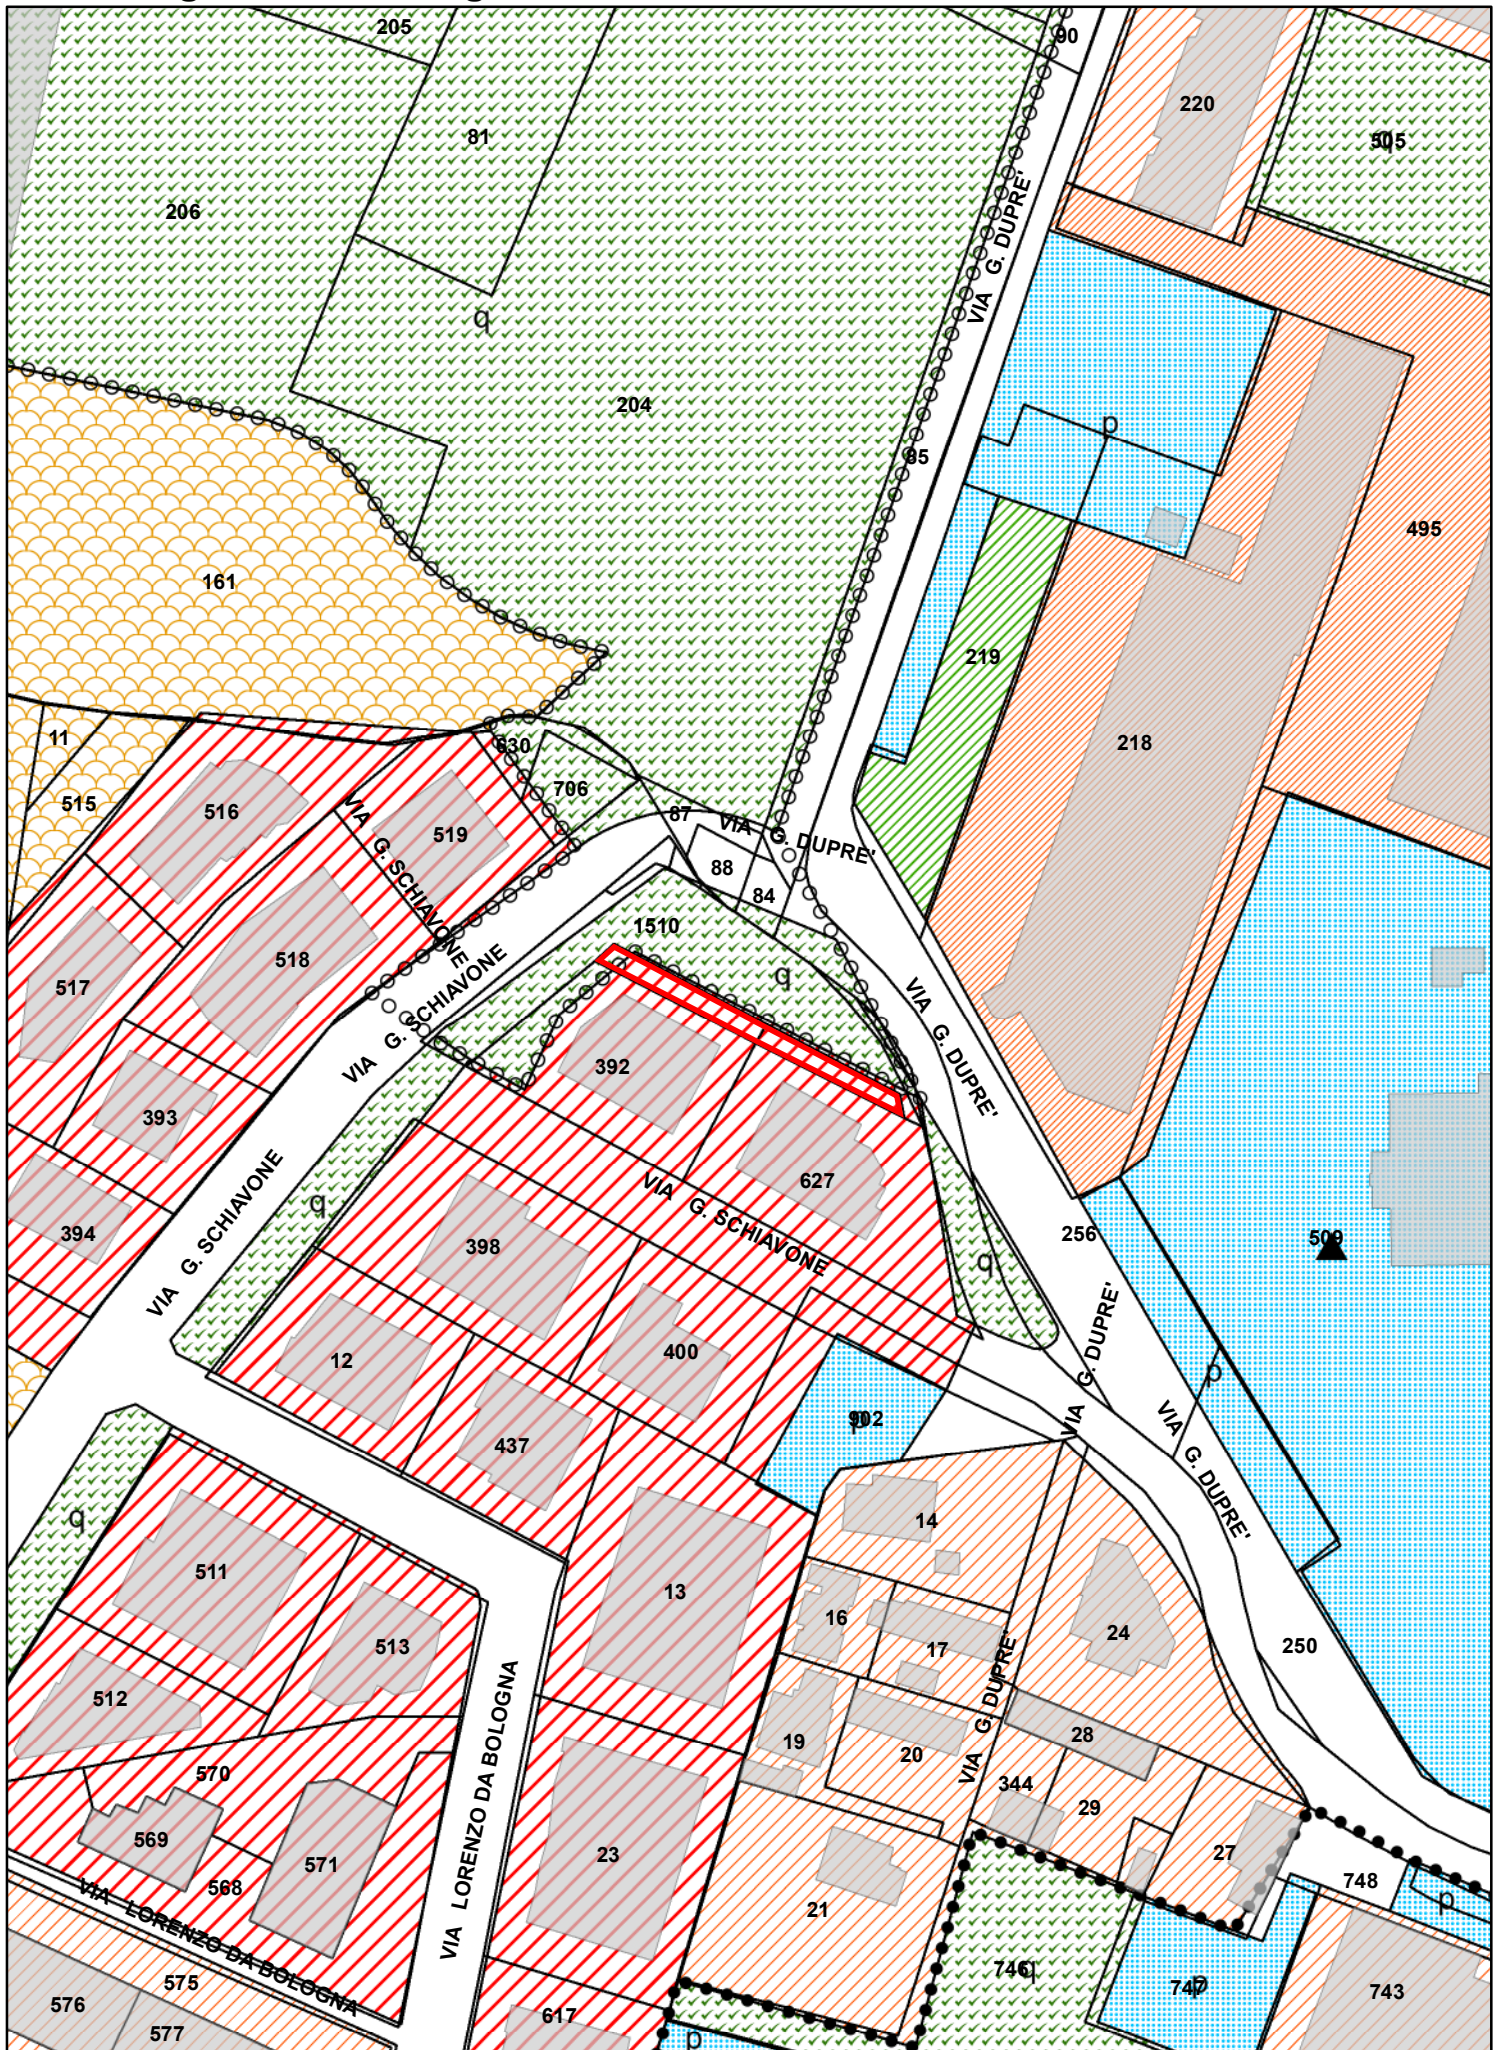 205
90
220
505
q
81
206
VIA G. DUPRE'
q
204
p
85
495
161
219
218
11
630
515
706
516
519
87
VIA G. DUPRE'
VIA G. SCHIAVONE
88
84
1510
518
q
517
VIA G. SCHIAVONE
VIA G. DUPRE'
392
393
627
VIA G. SCHIAVONE
q
394
VIA G. SCHIAVONE
398
256
509
q
VIA G. DUPRE'
12
400
p
902
p
437
VIA G. DUPRE'
q
14
511
13
16
24
513
17
250
VIA G. DUPRE'
512
VIA LORENZO DA BOLOGNA
28
19
20
570
344
29
569
23
27
571
748
568
VIA LORENZO DA BOLOGNA
p
21
746
q
575
747
p
743
576
617
577
p